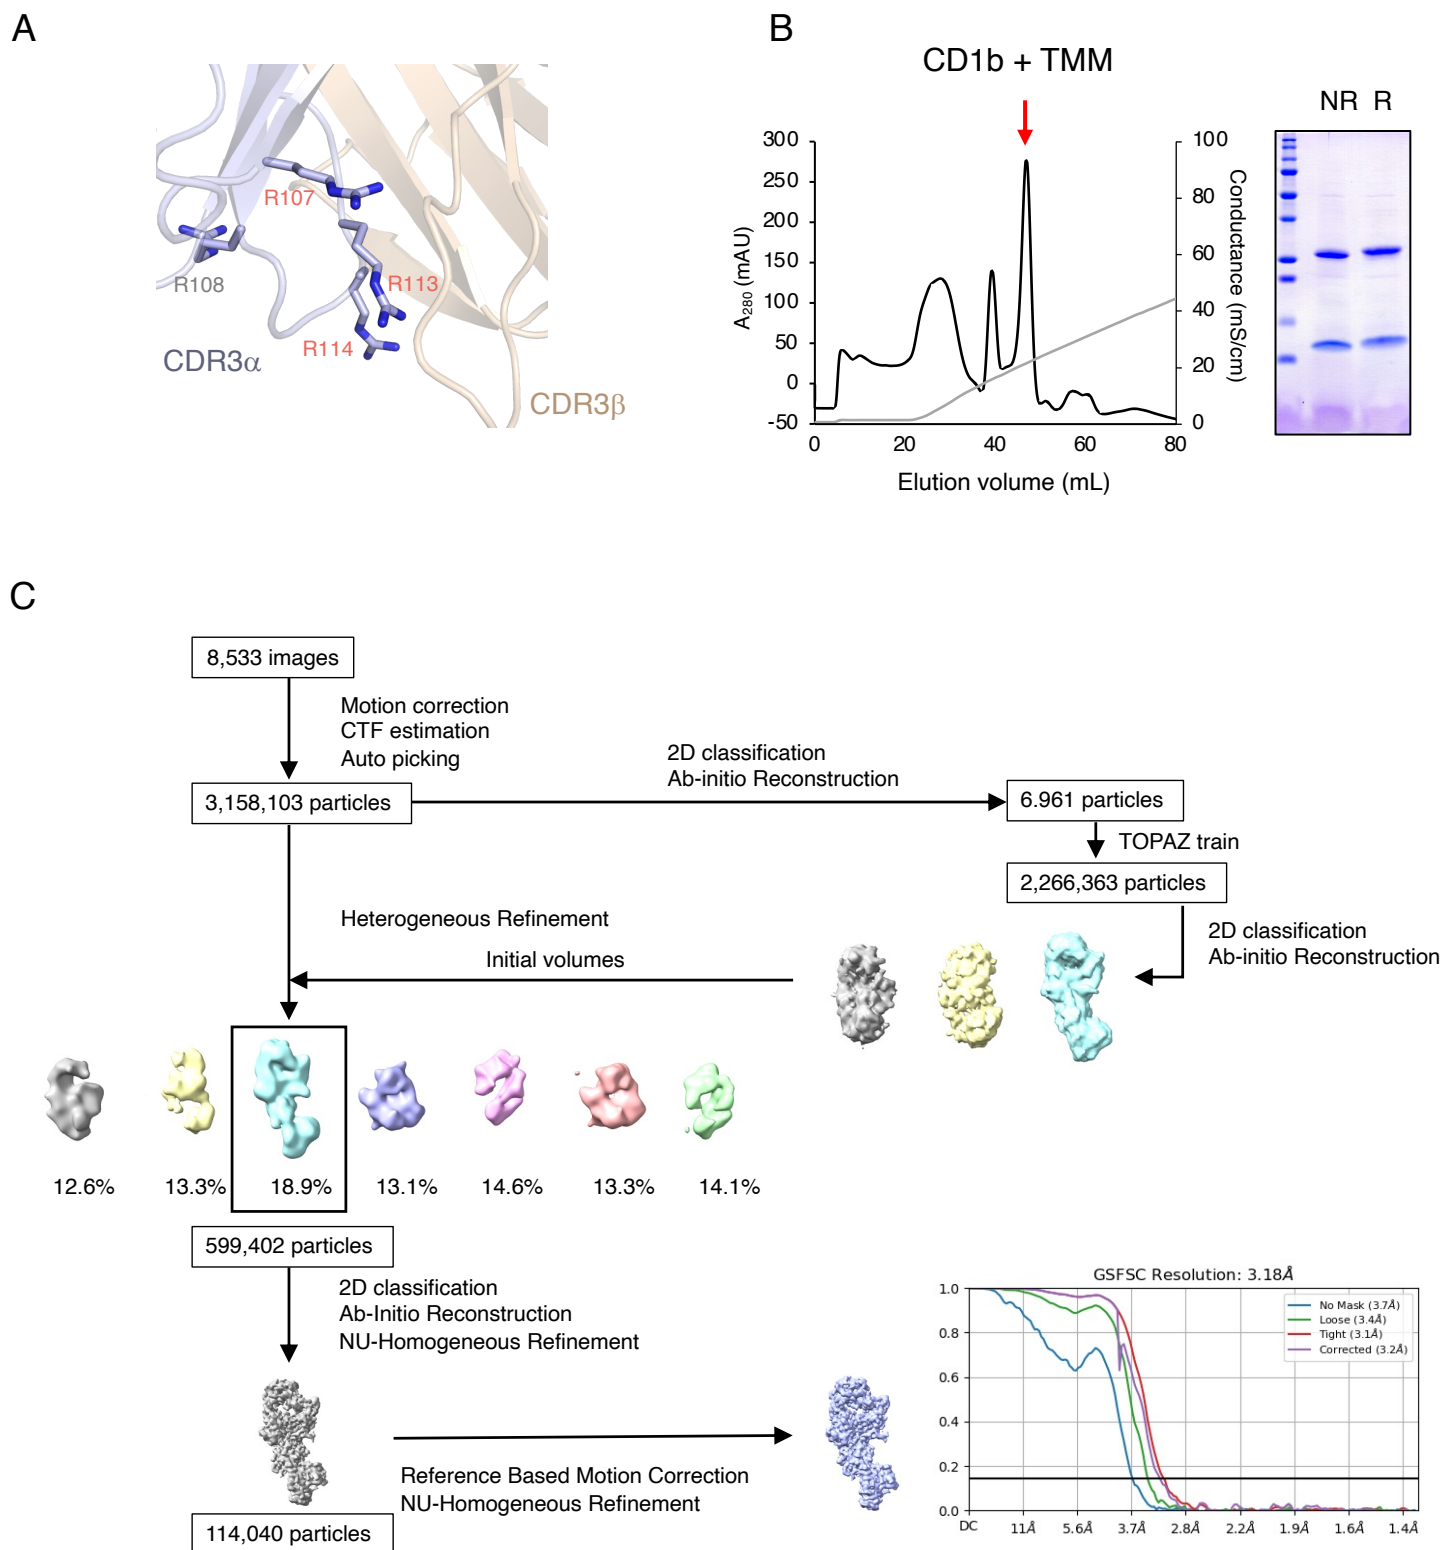 A
R107
R108
R113
R114
CDR3α
CDR3β
B
CD1b + TMM
NR R
300
250
200
150
100
50
0
-50
A280 (mAU)
100
80
60
40
20
0
Conductance (mS/cm)
0 20 40 60 80
Elution volume (mL)
C
8,533 images
Motion correction
CTF estimation
Auto picking
3,158,103 particles
2D classification
Ab-initio Reconstruction
6.961 particles
TOPAZ train
2,266,363 particles
2D classification
Ab-initio Reconstruction
Heterogeneous Refinement
Initial volumes
12.6% 13.3% 18.9% 13.1% 14.6% 13.3% 14.1%
599,402 particles
2D classification
Ab-Initio Reconstruction
NU-Homogeneous Refinement
114,040 particles
Reference Based Motion Correction
NU-Homogeneous Refinement
GSFSC Resolution: 3.18Å
1.0
0.8
0.6
0.4
0.2
0.0
No Mask (3.7Å)
Loose (3.4Å)
Tight (3.1Å)
Corrected (3.2Å)
DC 11Å 5.6Å 3.7Å 2.8Å 2.2Å 1.9Å 1.6Å 1.4Å